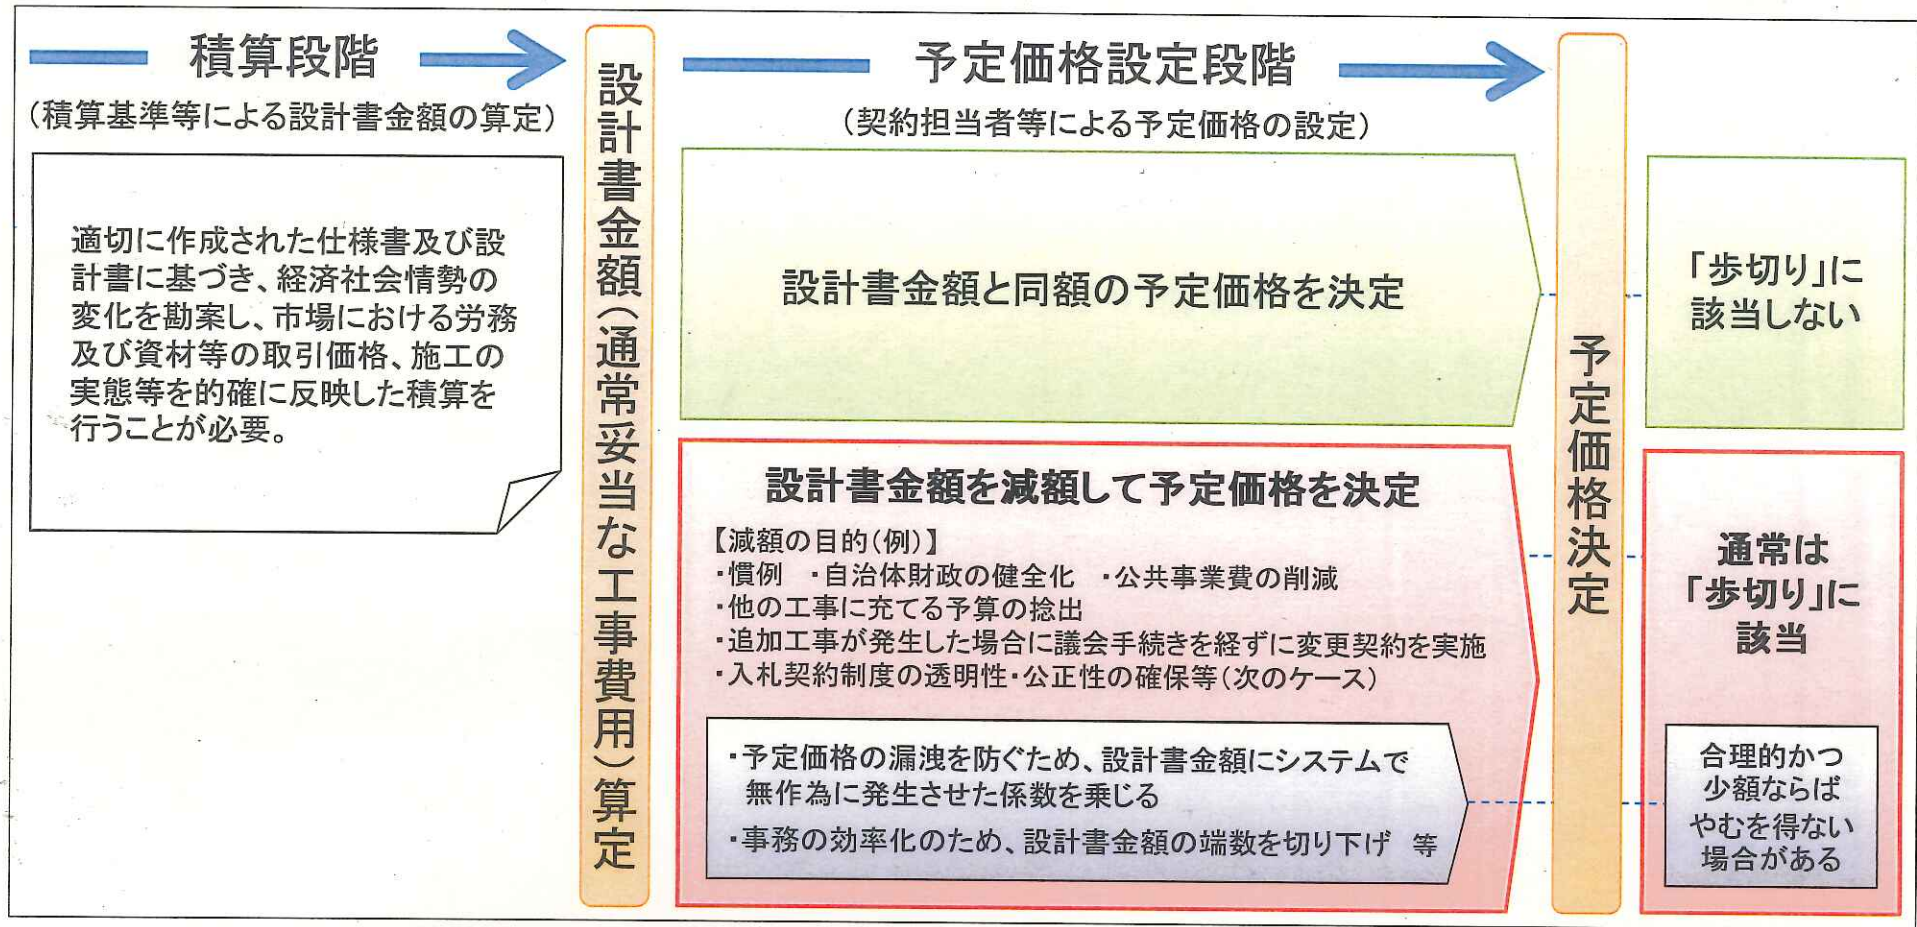 積算段階
(積算基準等による設計書金額の算定)
適切に作成された仕様書及び設
計書に基づき、経済社会情勢の
変化を勘案し、市場における労務
及び資材等の取引価格、施工の
実態等を的確に反映した積算を
行うことが必要。
設計書金額(通常妥当な工事費用)算定
予定価格設定段階
(契約担当者等による予定価格の設定)
設計書金額と同額の予定価格を決定
設計書金額を減額して予定価格を決定
【減額の目的(例)】
・慣例 ・自治体財政の健全化 ・公共事業費の削減
・他の工事に充てる予算の捻出
・追加工事が発生した場合に議会手続きを経ずに変更契約を実施
・入札契約制度の透明性・公正性の確保等(次のケース)
・予定価格の漏洩を防ぐため、設計書金額にシステムで
無作為に発生させた係数を乗じる
・事務の効率化のため、設計書金額の端数を切り下げ 等
予定価格決定
「歩切り」に
該当しない
通常は
「歩切り」に
該当
合理的かつ
少額ならば
やむを得ない
場合がある